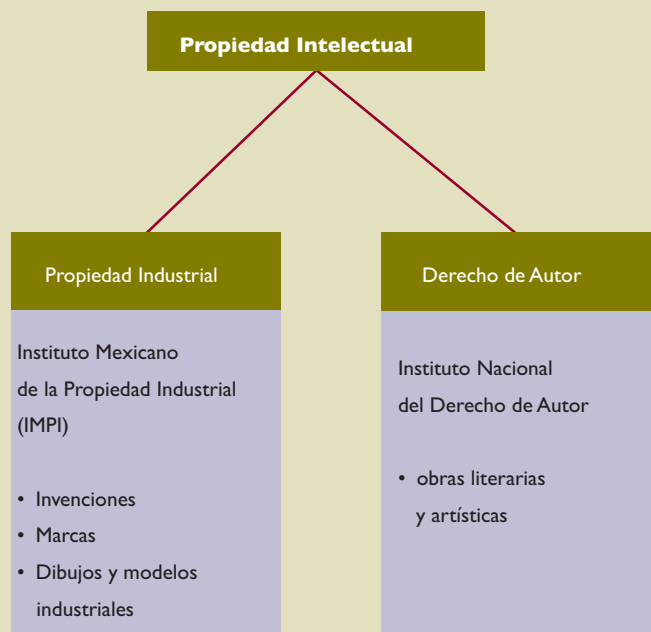 Propiedad Intelectual
Propiedad Industrial
Instituto Mexicano
de la Propiedad Industrial
(IMPI)
• Invenciones
• Marcas
• Dibujos y modelos
industriales
Derecho de Autor
Instituto Nacional
del Derecho de Autor
• obras literarias
y artísticas